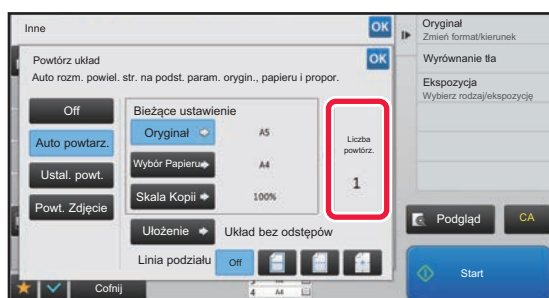 Inne
OK
Powtórz układ
OK
Auto rozm. powiel. str. na podst. param. orygin., papieru i propor.
Off
Auto powtarz.
Ustal. powt.
Powt. Zdjęcie
Bieżące ustawienie
Oryginał
A5
Wybór Papieru
A4
Skala Kopii
100%
Liczba
powtórz.
1
Ułożenie
Układ bez odstępów
Linia podziału
Off
Cofnij
4 A4
Oryginał
Zmień format/kierunek
Wyrównanie tła
Ekspozycja
Wybierz rodzaj/ekspozycję
Podgląd
CA
Start